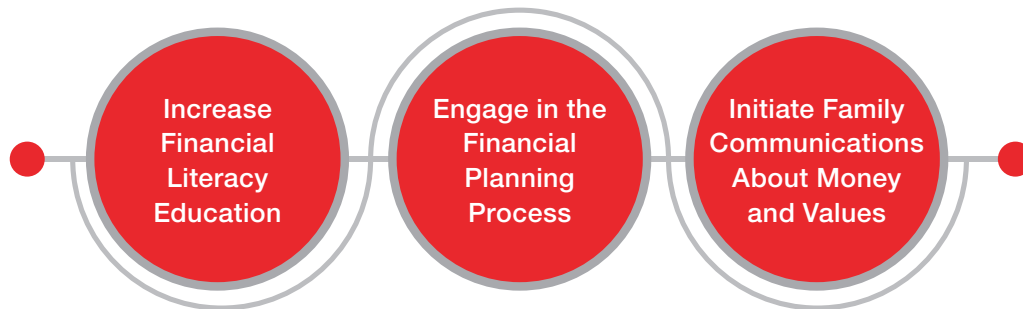 Increase
Financial
Literacy
Education
Engage in the
Financial
Planning
Process
Initiate Family
Communications
About Money
and Values